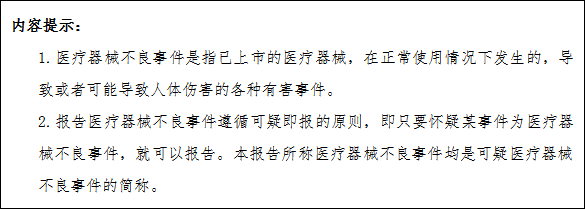 内容提示：
1. 医疗器械不良事件是指已上市的医疗器械，在正常使用情况下发生的，导
致或者可能导致人体伤害的各种有害事件。
2. 报告医疗器械不良事件遵循可疑即报的原则，即只要怀疑某事件为医疗器
械不良事件，就可以报告。本报告所称医疗器械不良事件均是可疑医疗器械
不良事件的简称。